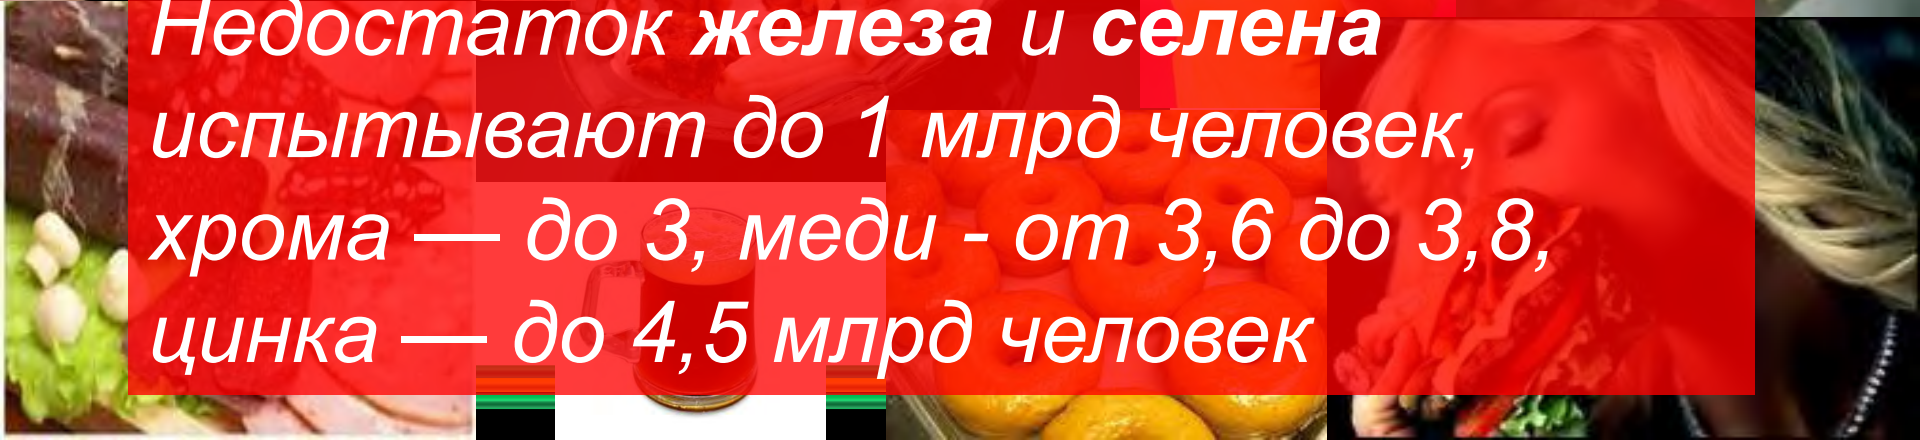 Недостаток железа и селена
испытывают до 1 млрд человек,
хрома — до 3, меди - от 3,6 до 3,8,
цинка — до 4,5 млрд человек